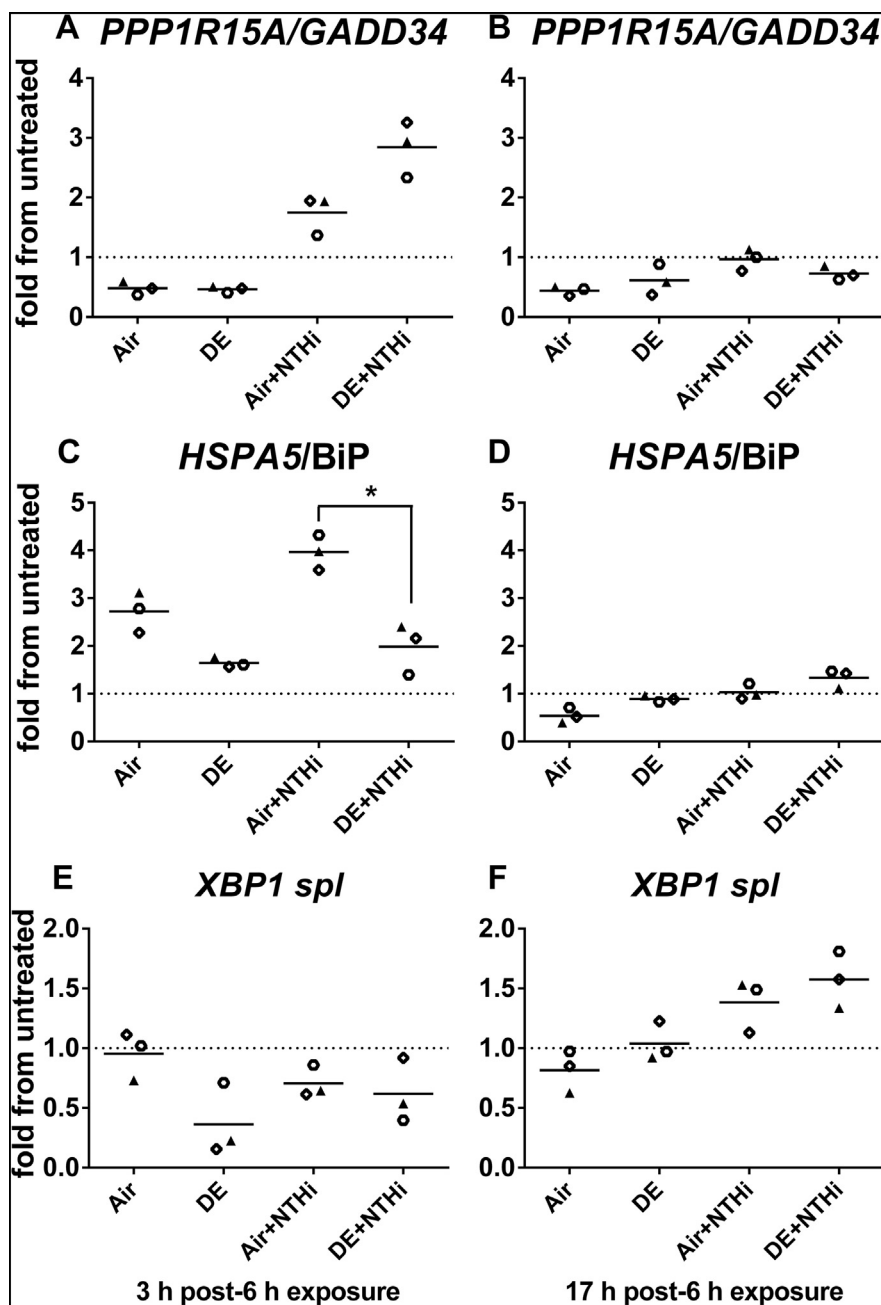 A PPP1R15A/GADD34
B PPP1R15A/GADD34
fold from untreated
4
3
2
1
0
Air
DE
Air+NTHi
DE+NTHi
4
3
2
1
0
Air
DE
Air+NTHi
DE+NTHi
C HSPA5/BiP
D HSPA5/BiP
fold from untreated
5
4
3
2
1
0
*
Air
DE
Air+NTHi
DE+NTHi
5
4
3
2
1
0
Air
DE
Air+NTHi
DE+NTHi
E XBP1 spl
F XBP1 spl
fold from untreated
2.0
1.5
1.0
0.5
0.0
Air
DE
Air+NTHi
DE+NTHi
2.0
1.5
1.0
0.5
0.0
Air
DE
Air+NTHi
DE+NTHi
3 h post-6 h exposure
17 h post-6 h exposure